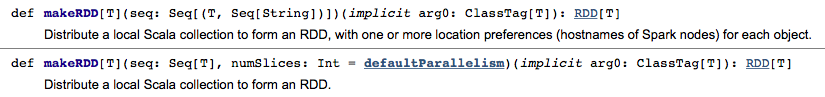 def makeRDD[T](seq: Seq[(T, Seq[String])])(implicit arg0: ClassTag[T]): RDD[T]
Distribute a local Scala collection to form an RDD, with one or more location preferences (hostnames of Spark nodes) for each object.
def makeRDD[T](seq: Seq[T], numSlices: Int = defaultParallelism)(implicit arg0: ClassTag[T]): RDD[T]
Distribute a local Scala collection to form an RDD.